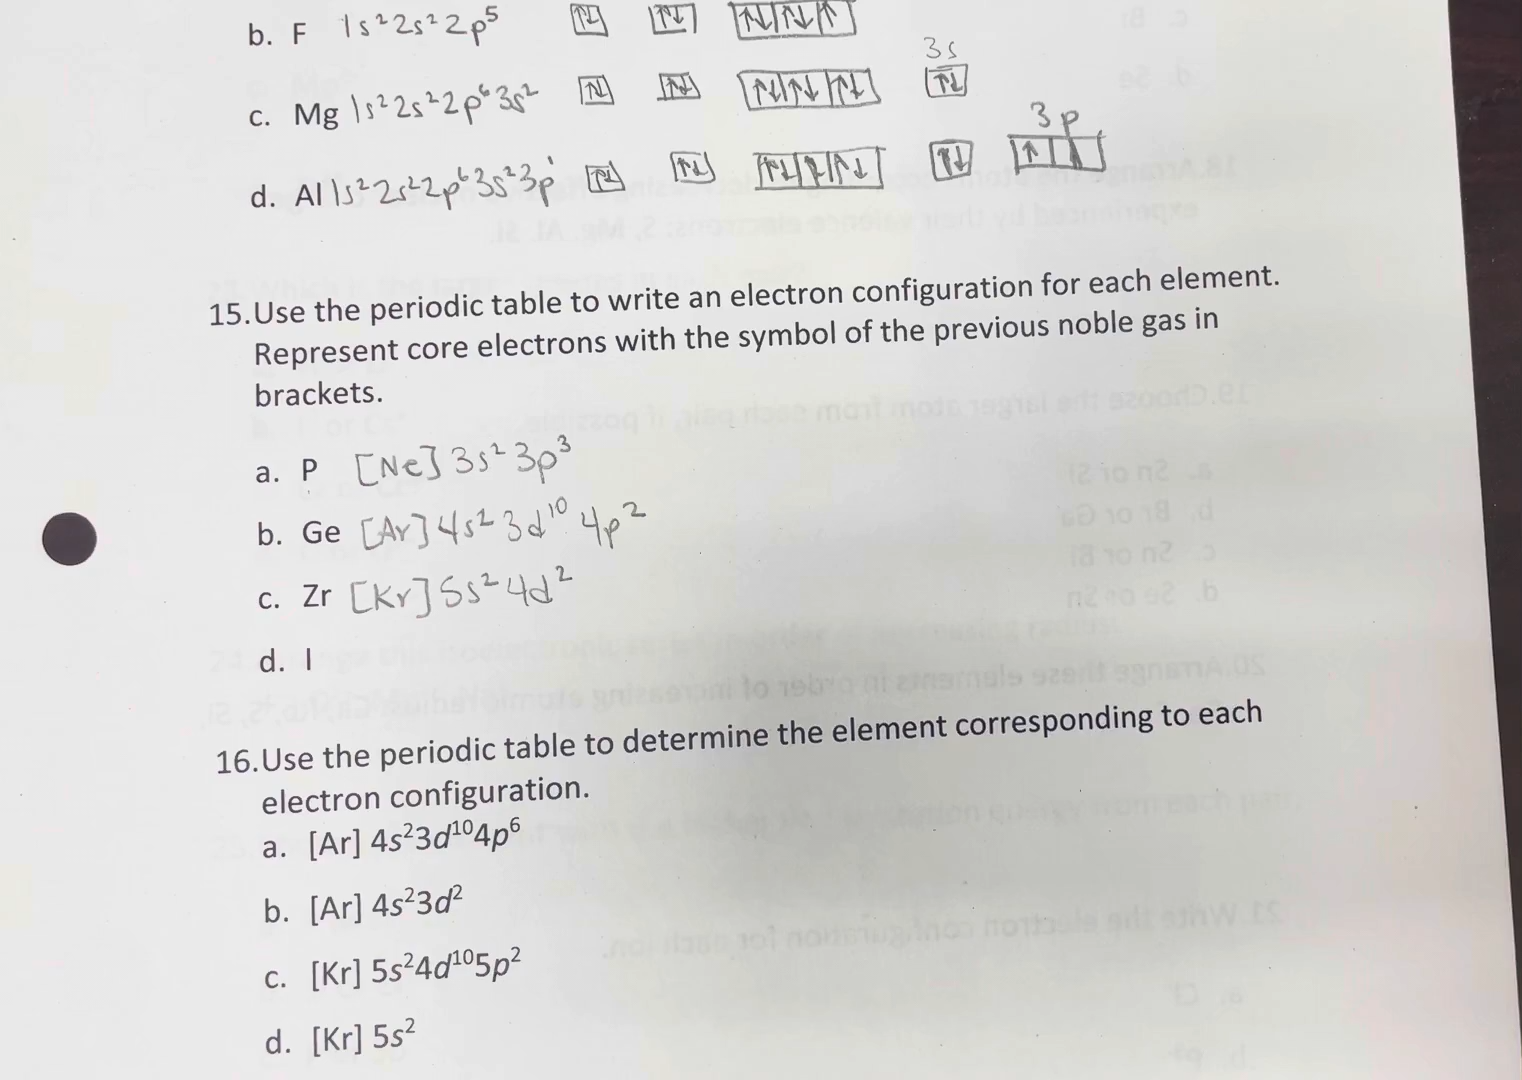 b. F 1s²2s²2p⁵
3s
c. Mg 1s²2s²2p⁶3s²
3p
d. Al 1s²2s²2p⁶3s²3p¹
15.Use the periodic table to write an electron configuration for each element.
Represent core electrons with the symbol of the previous noble gas in
brackets.
a. P [Ne] 3s² 3p³
b. Ge [Ar] 4s² 3d¹⁰ 4p²
c. Zr [Kr] 5s² 4d²
d. I
16.Use the periodic table to determine the element corresponding to each
electron configuration.
a. [Ar] 4s²3d¹⁰4p⁶
b. [Ar] 4s²3d²
c. [Kr] 5s²4d¹⁰5p²
d. [Kr] 5s²